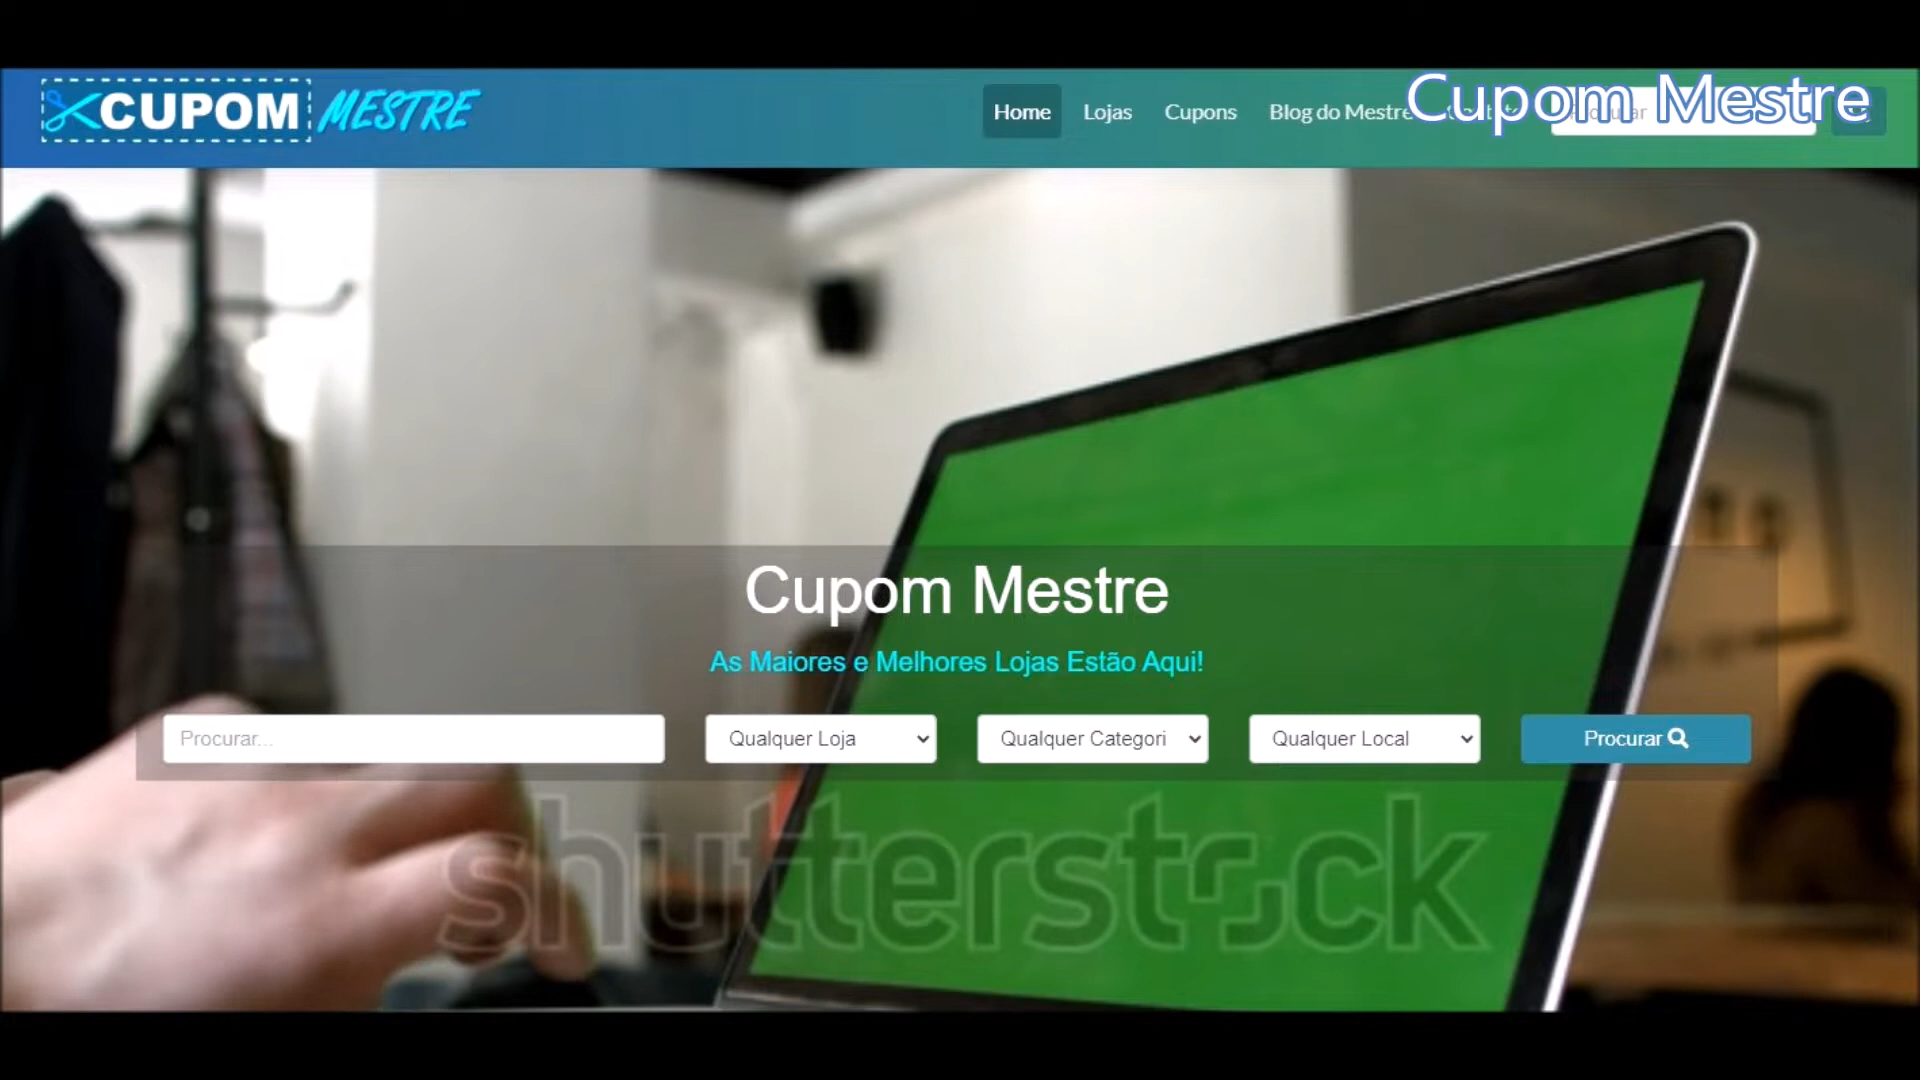 CUPOM MESTRE
Home
Lojas
Cupons
Blog do Mestre
Cupom Mestre
Cupom Mestre
As Maiores e Melhores Lojas Estão Aqui!
Procurar...
Qualquer Loja
Qualquer Categori
Qualquer Local
Procurar
shutterstock